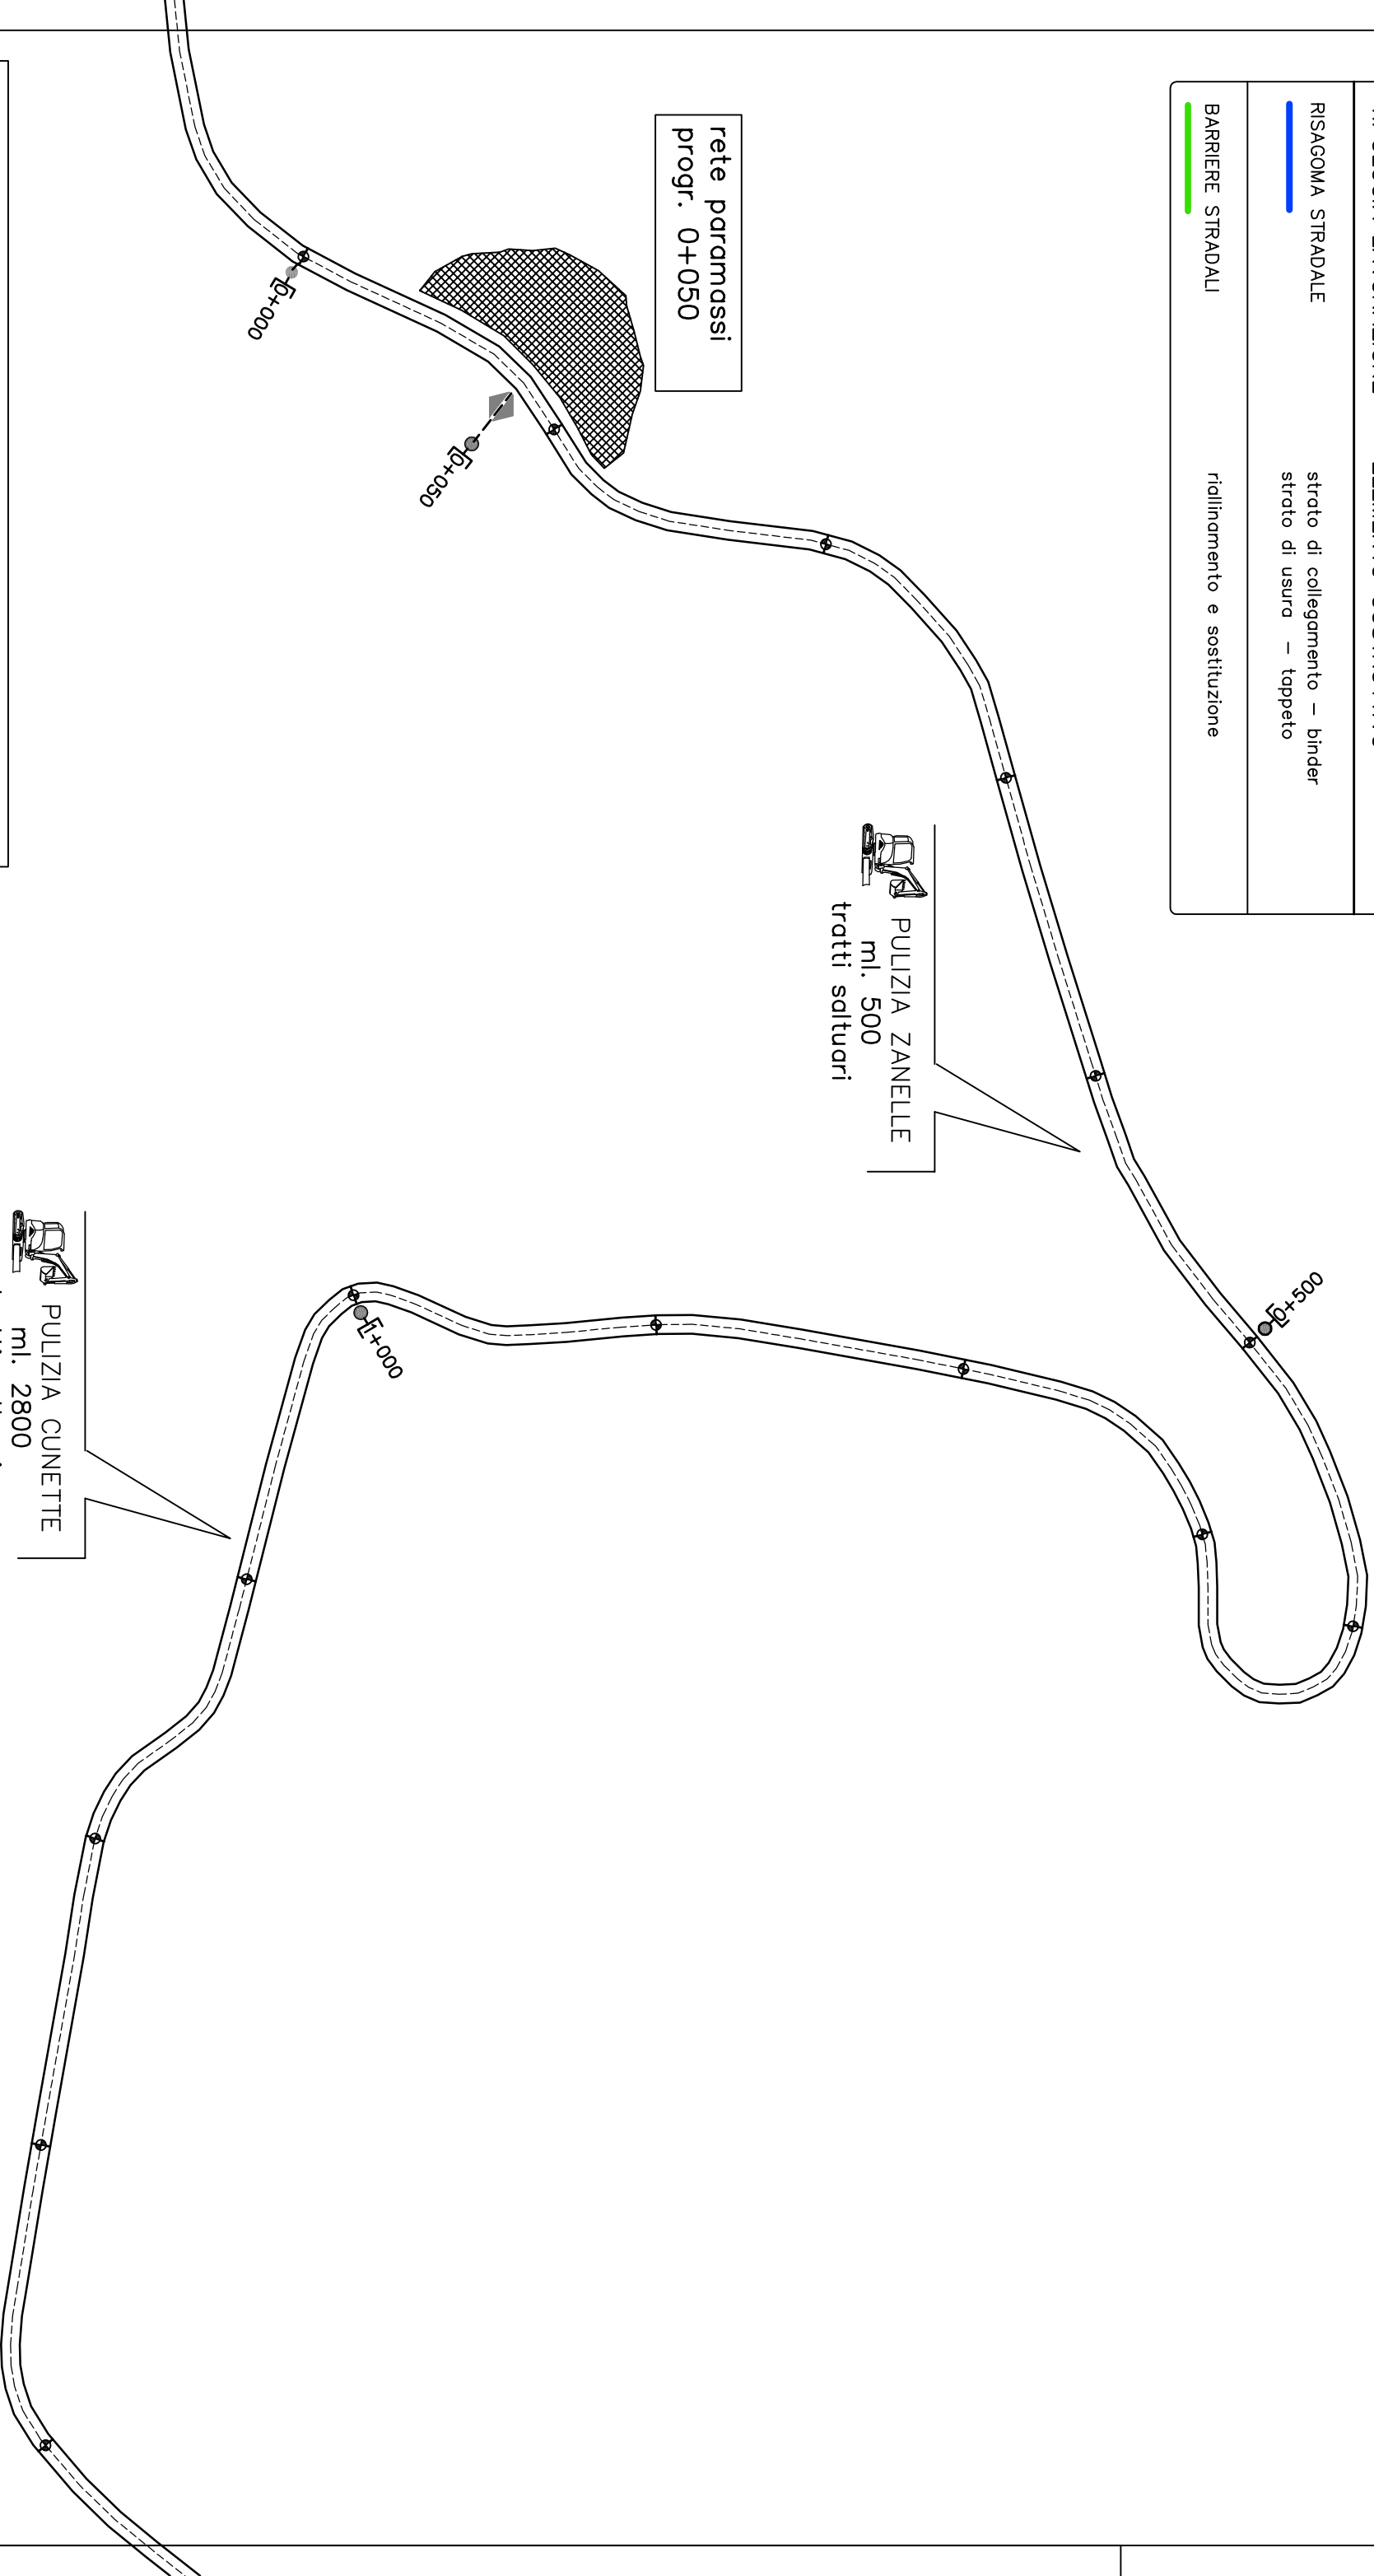 RISAGOMA STRADALE
strato di collegamento – binder
strato di usura – tappeto
BARRIERE STRADALI
riallinamento e sostituzione
rete paramassi
progr. 0+050
0+000
0+050
PULIZIA ZANELLE
ml. 500
tratti saltuari
0+500
1+000
PULIZIA CUNETTE
ml. 2800